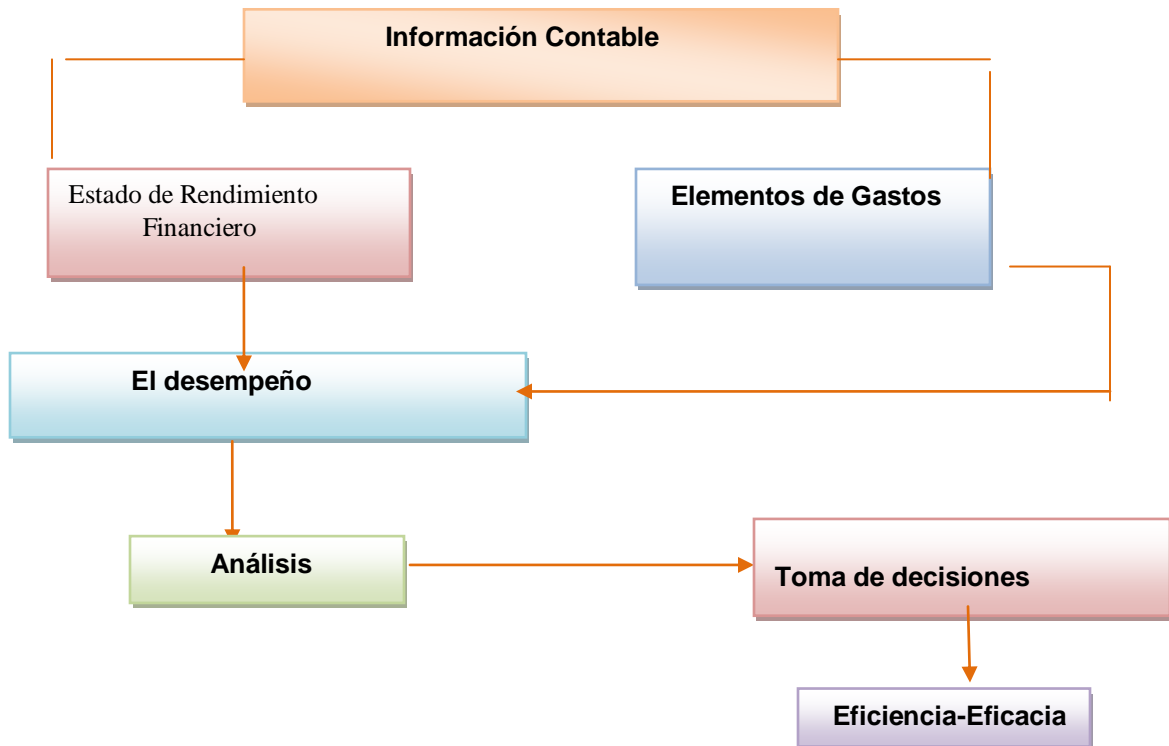 Información Contable
Estado de Rendimiento
Financiero
Elementos de Gastos
El desempeño
Análisis
Toma de decisiones
Eficiencia-Eficacia